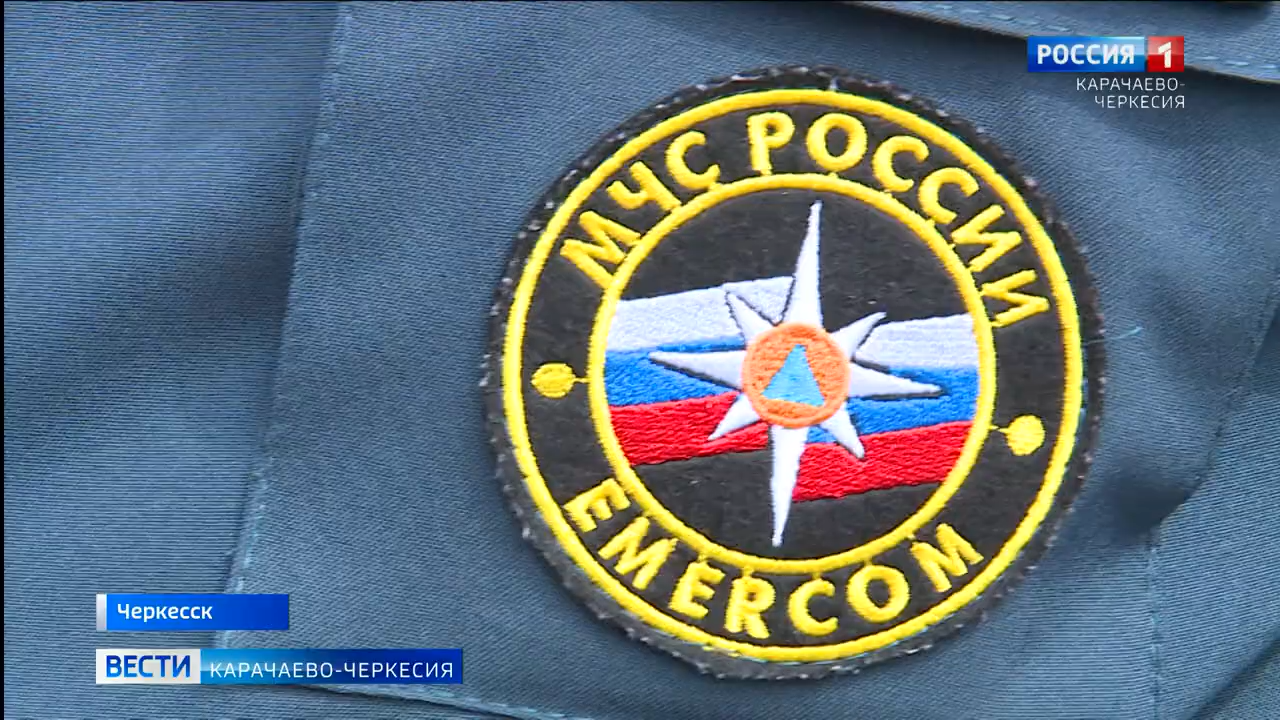 РОССИЯ 1
КАРАЧАЕВО-
ЧЕРКЕСИЯ
МЧС РОССИИ
EMERCOM
Черкесск
ВЕСТИ КАРАЧАЕВО-ЧЕРКЕСИЯ